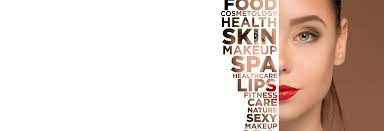 FOOD
COSMETOLOGY
HEALTH
SKIN
MAKEUP
SPA
HEALTHCARE
LIPS
FITNESS
CARE
NATURE
SEXY
MAKEUP